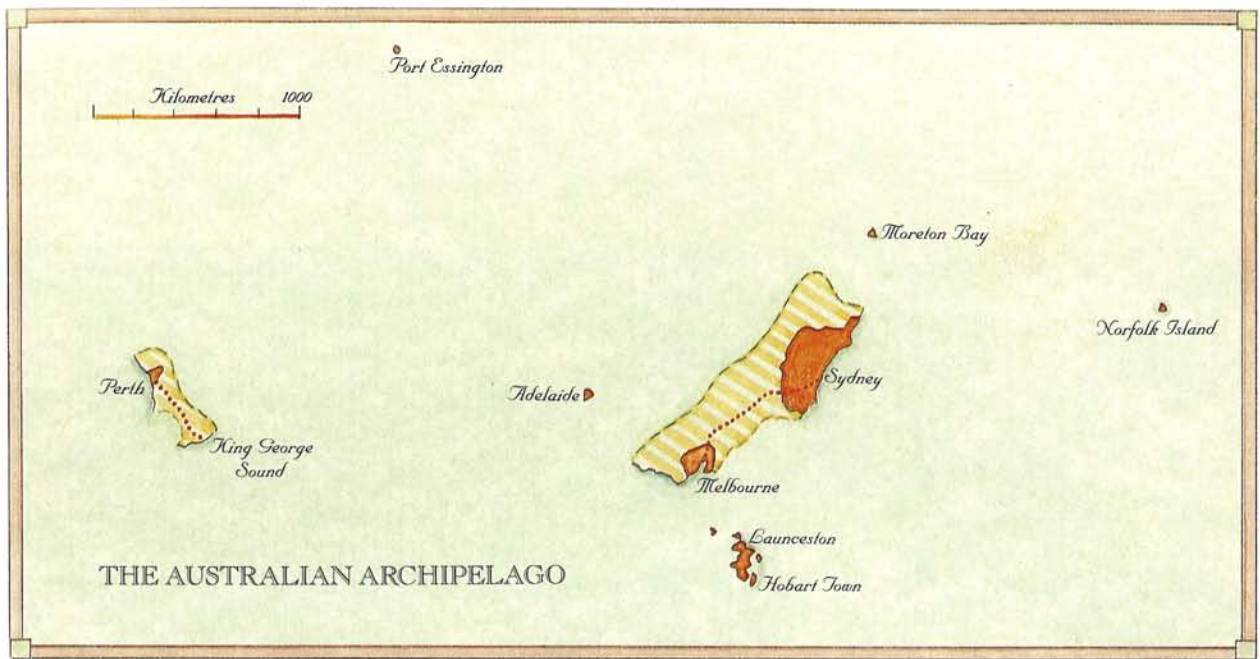 Port Essington
Kilometres 1000
Moreton Bay
Norfolk Island
Perth
Adelaide
Sydney
King George
Sound
Melbourne
Launceston
Hobart Town
THE AUSTRALIAN ARCHIPELAGO